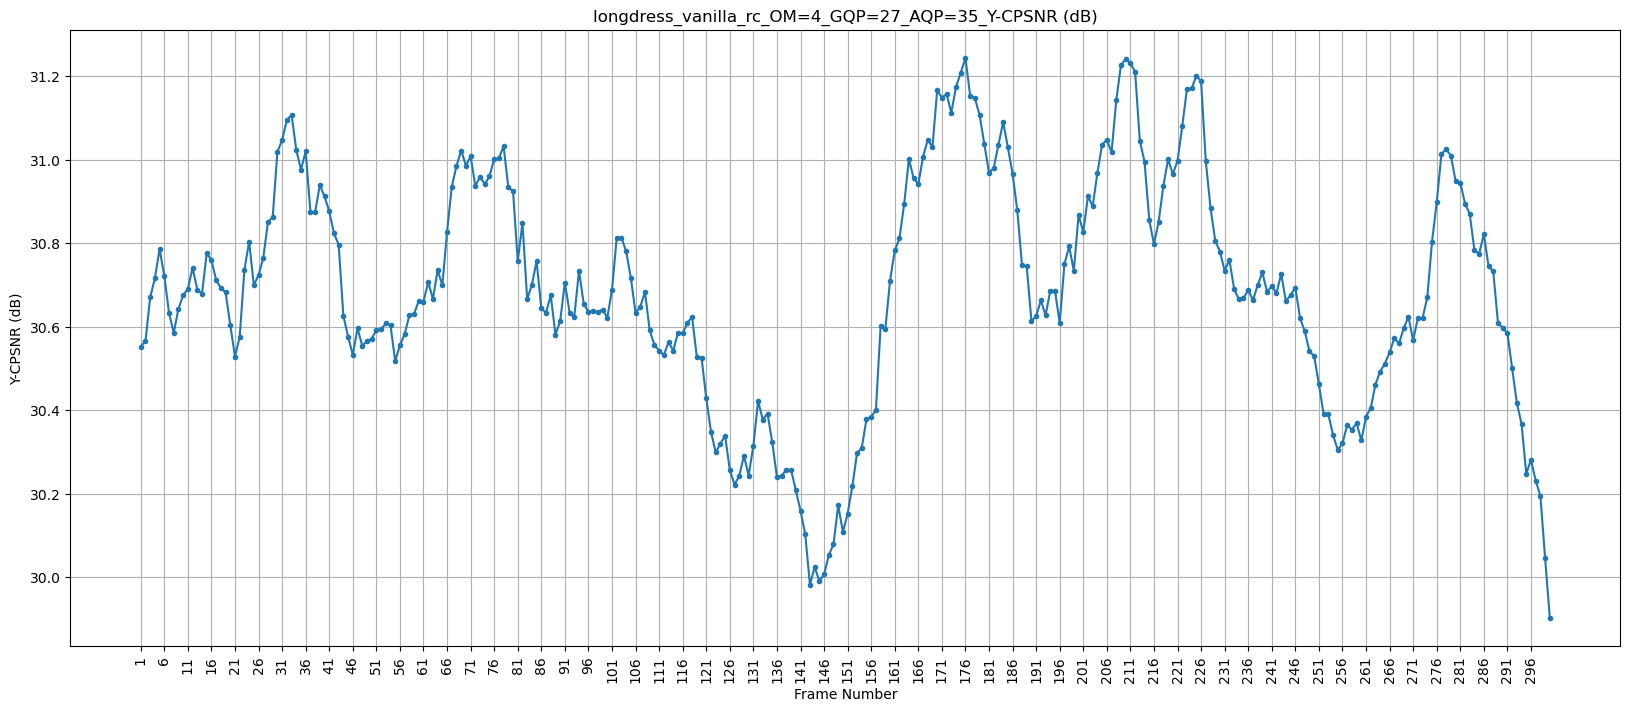 longdress_vanilla_rc_OM=4_GQP=27_AQP=35_Y-CPSNR (dB)
Y-CPSNR (dB)
31.2
31.0
30.8
30.6
30.4
30.2
30.0
1 6 11 16 21 26 31 36 41 46 51 56 61 66 71 76 81 86 91 96 101 106 111 116 121 126 131 136 141 146 151 156 161 166 171 176 181 186 191 196 201 206 211 216 221 226 231 236 241 246 251 256 261 266 271 276 281 286 291 296
Frame Number